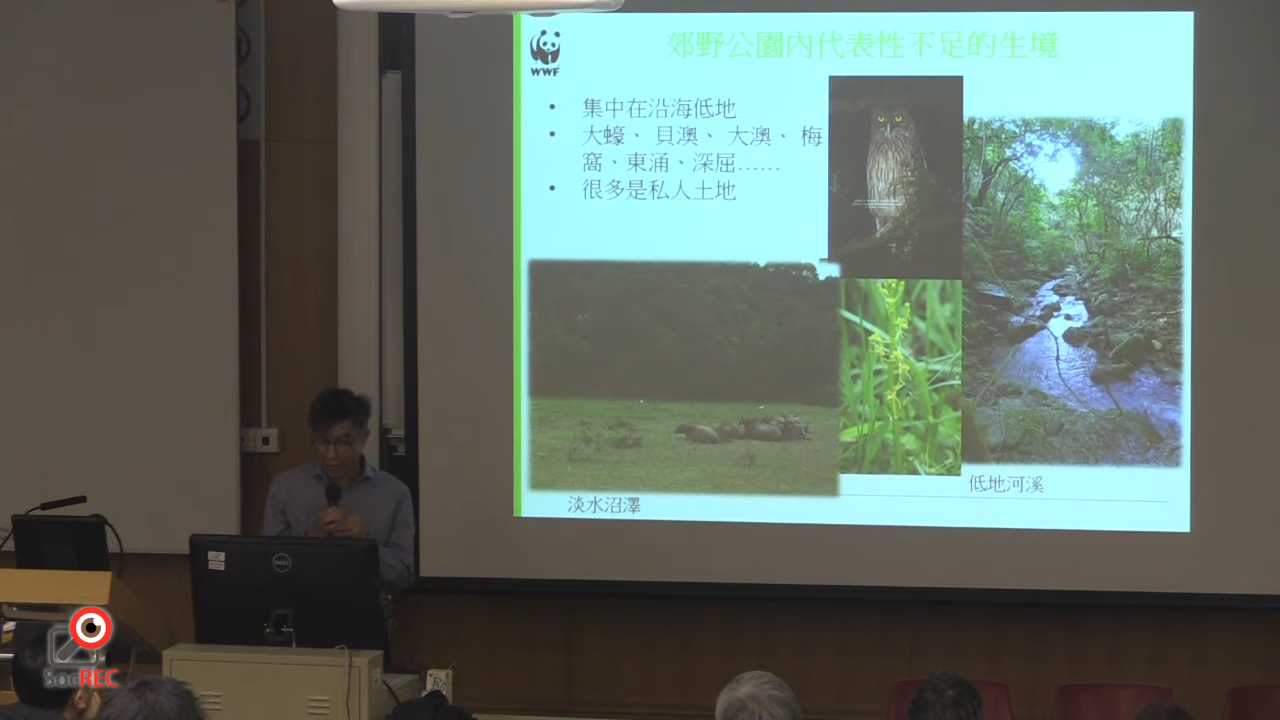 郊野公園內代表性不足的生境
WWF
• 集中在沿海低地
• 大蠔、貝澳、大澳、梅
窩、東涌、深屈……
• 很多是私人土地
低地河溪
淡水沼澤
DELL
SocREC